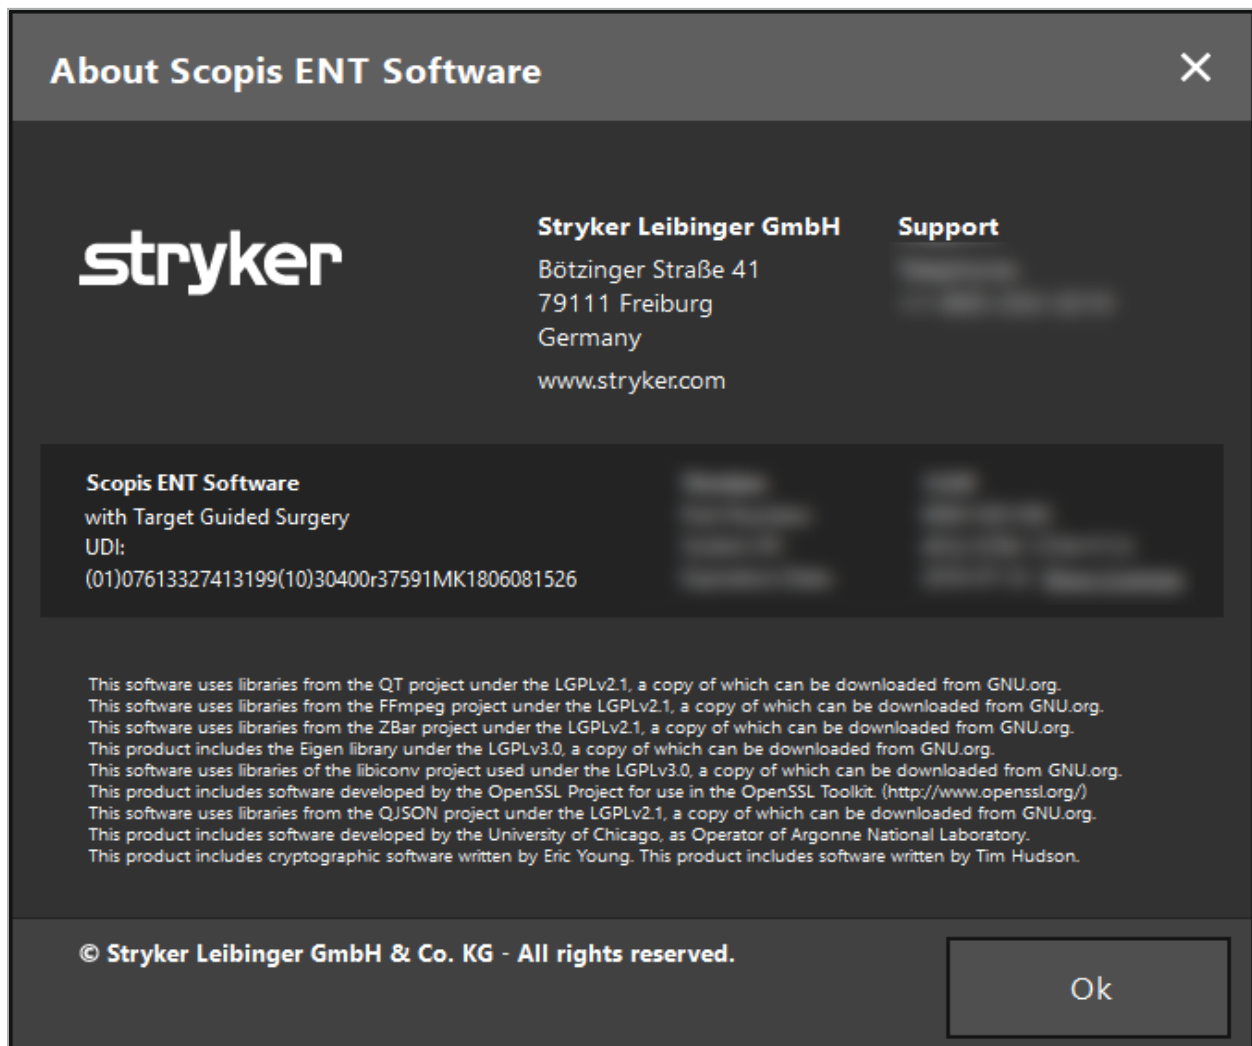 About Scopis ENT Software
stryker
Stryker Leibinger GmbH
Bötzinger Straße 41
79111 Freiburg
Germany
www.stryker.com
Support
Scopis ENT Software
with Target Guided Surgery
UDI:
(01)07613327413199(10)30400r37591MK1806081526
This software uses libraries from the QT project under the LGPLv2.1, a copy of which can be downloaded from GNU.org.
This software uses libraries from the FFmpeg project under the LGPLv2.1, a copy of which can be downloaded from GNU.org.
This software uses libraries from the ZBar project under the LGPLv2.1, a copy of which can be downloaded from GNU.org.
This product includes the Eigen library under the LGPLv3.0, a copy of which can be downloaded from GNU.org.
This software uses libraries of the libiconv project used under the LGPLv3.0, a copy of which can be downloaded from GNU.org.
This product includes software developed by the OpenSSL Project for use in the OpenSSL Toolkit. (http://www.openssl.org/)
This software uses libraries from the QJSON project under the LGPLv2.1, a copy of which can be downloaded from GNU.org.
This product includes software developed by the University of Chicago, as Operator of Argonne National Laboratory.
This product includes cryptographic software written by Eric Young. This product includes software written by Tim Hudson.
© Stryker Leibinger GmbH & Co. KG - All rights reserved.
Ok